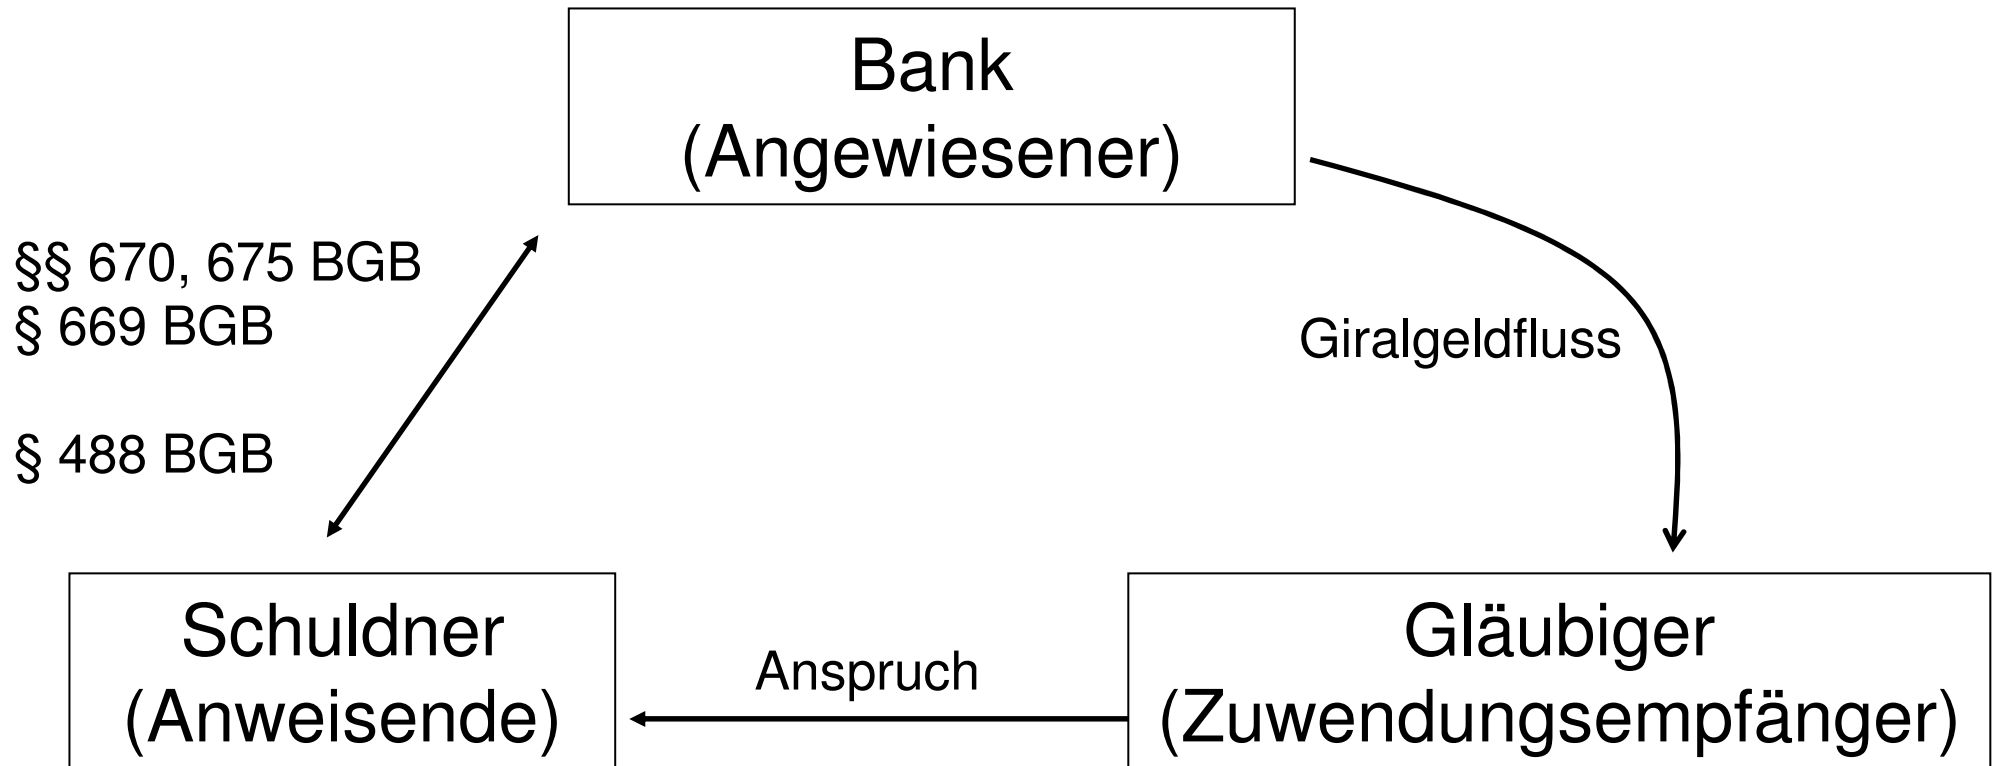 Bank
(Angewiesener)
§§ 670, 675 BGB
§ 669 BGB
Giralgeldfluss
§ 488 BGB
Schuldner
(Anweisende)
Anspruch
Gläubiger
(Zuwendungsempfänger)